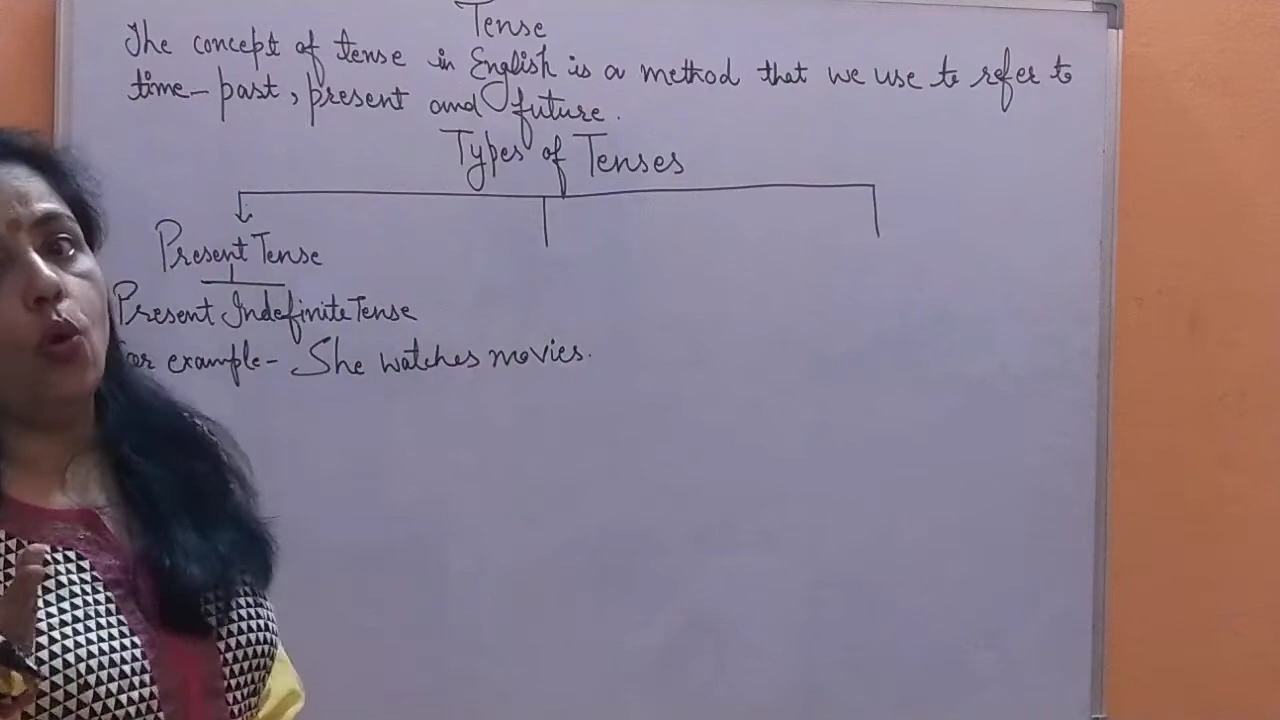 Tense
The concept of tense in English is a method that we use to refer to
time- past, present and future.
Types of Tenses
Present Tense
Present Indefinite Tense
For example- She watches movies.